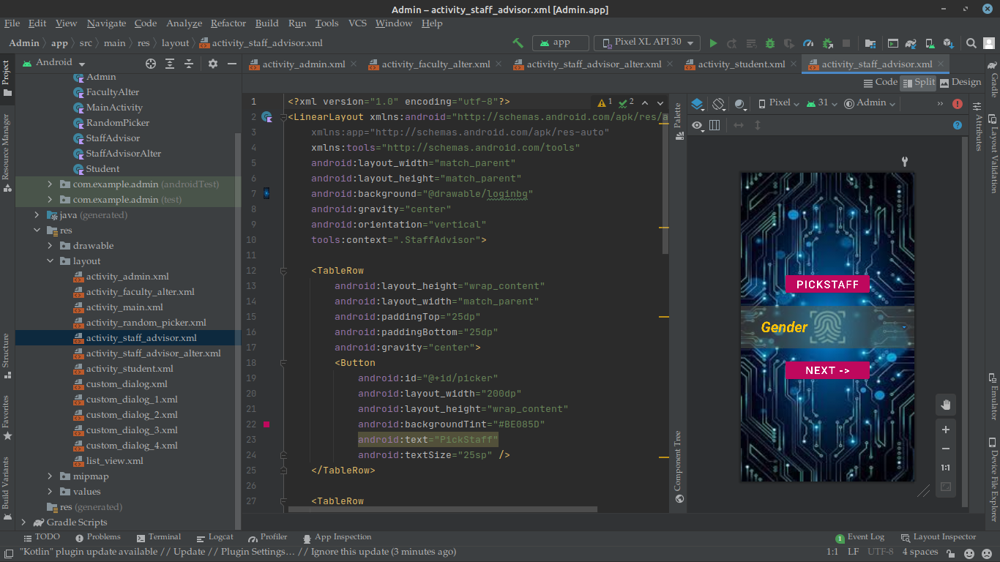 Admin – activity_staff_advisor.xml [Admin.app]
File Edit View Navigate Code Analyze Refactor Build Run Tools VCS Window Help
Admin app src main res layout activity_staff_advisor.xml
app Pixel XL API 30
Android
activity_admin.xml activity_faculty_alter.xml activity_staff_advisor_alter.xml activity_student.xml activity_staff_advisor.xml
Code Split Design
Project
Resource Manager
Structure
Favorites
Build Variants
Admin
FacultyAlter
MainActivity
RandomPicker
StaffAdvisor
StaffAdvisorAlter
Student
com.example.admin (androidTest)
com.example.admin (test)
java (generated)
res
drawable
layout
activity_admin.xml
activity_faculty_alter.xml
activity_main.xml
activity_random_picker.xml
activity_staff_advisor.xml
activity_staff_advisor_alter.xml
activity_student.xml
custom_dialog.xml
custom_dialog_1.xml
custom_dialog_2.xml
custom_dialog_3.xml
custom_dialog_4.xml
list_view.xml
mipmap
values
res (generated)
Gradle Scripts
1 <?xml version="1.0" encoding="utf-8"?>
2 <LinearLayout xmlns:android="http://schemas.android.com/apk/res/a
3 xmlns:app="http://schemas.android.com/apk/res-auto"
4 xmlns:tools="http://schemas.android.com/tools"
5 android:layout_width="match_parent"
6 android:layout_height="match_parent"
7 android:background="@drawable/loginbg"
8 android:gravity="center"
9 android:orientation="vertical"
10 tools:context=".StaffAdvisor">
11
12 <TableRow
13 android:layout_height="wrap_content"
14 android:layout_width="match_parent"
15 android:paddingTop="25dp"
16 android:paddingBottom="25dp"
17 android:gravity="center">
18 <Button
19 android:id="@+id/picker"
20 android:layout_width="200dp"
21 android:layout_height="wrap_content"
22 android:backgroundTint="#BE085D"
23 android:text="PickStaff"
24 android:textSize="25sp" />
25 </TableRow>
26
27 <TableRow
1 2
Palette
Component Tree
Pixel 31 Admin
PICKSTAFF
Gender
NEXT ->
1:1
Attributes
Gradle
Layout Validation
Emulator
Device File Explorer
TODO Problems Terminal Logcat Profiler App Inspection
1 Event Log Layout Inspector
"Kotlin" plugin update available // Update // Plugin Settings... // Ignore this update (3 minutes ago)
1:1 LF UTF-8 4 spaces